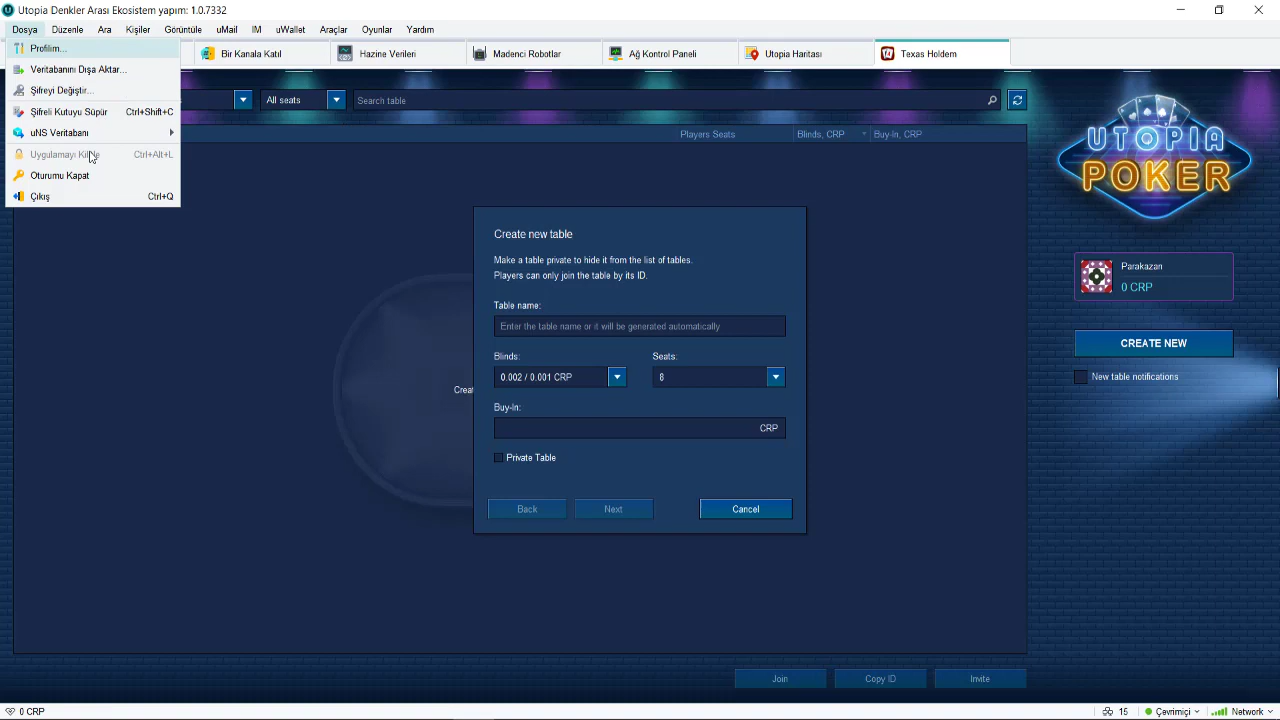 Utopia Denkler Arası Ekosistem yapım: 1.0.7332
Dosya Düzenle Ara Kişiler Görüntüle uMail IM uWallet Araçlar Oyunlar Yardım
Profilim...
Veritabanını Dışa Aktar...
Şifreyi Değiştir...
Şifreli Kutuyu Süpür Ctrl+Shift+C
uNS Veritabanı
Uygulamayı Ctrl+Alt+L
Oturumu Kapat
Çıkış Ctrl+Q
Bir Kanala Katıl Hazine Verileri Madenci Robotlar Ağ Kontrol Paneli Utopia Haritası Texas Holdem
All seats Search table
Players Seats Blinds, CRP Buy-In, CRP
UTOPIA
POKER
Parakazan
0 CRP
CREATE NEW
New table notifications
Creat
Create new table
Make a table private to hide it from the list of tables.
Players can only join the table by its ID.
Table name:
Enter the table name or it will be generated automatically
Blinds: Seats:
0.002 / 0.001 CRP 8
Buy-In:
CRP
Private Table
Back Next Cancel
Join Copy ID Invite
0 CRP 15 Çevrimiçi Network